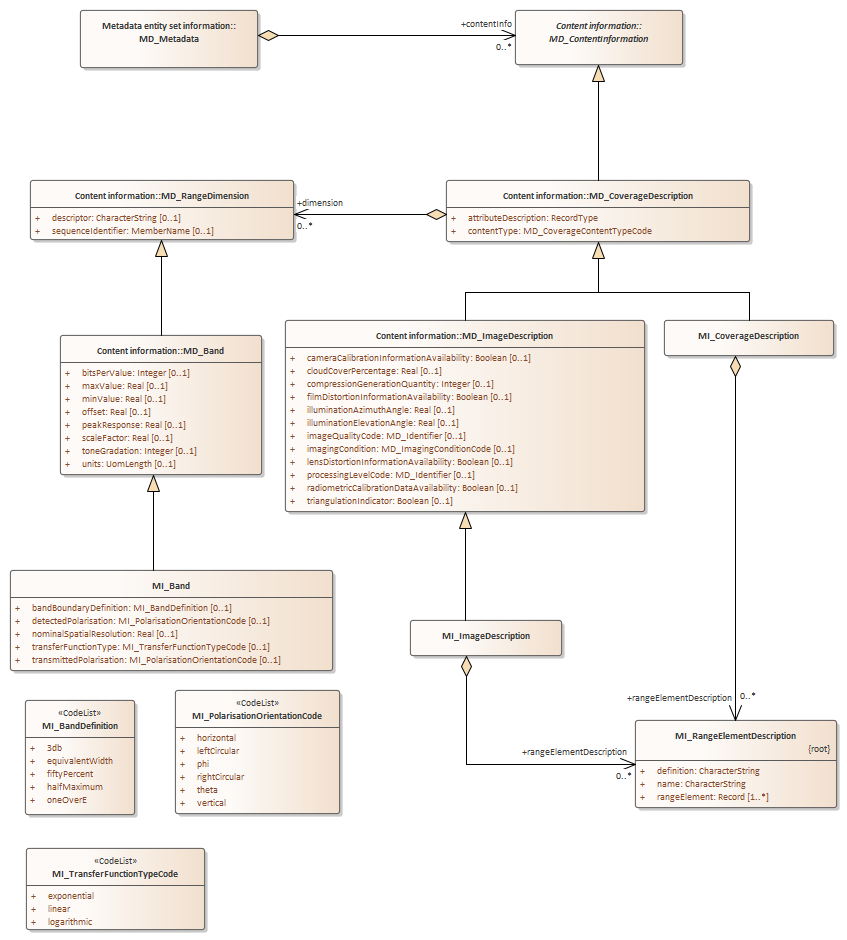 Metadata entity set information::
MD_Metadata
+contentInfo
0..*
Content information::
MD_ContentInformation
Content information::MD_RangeDimension
+ descriptor: CharacterString [0..1]
+ sequenceIdentifier: MemberName [0..1]
+dimension
0..*
Content information::MD_CoverageDescription
+ attributeDescription: RecordType
+ contentType: MD_CoverageContentTypeCode
Content information::MD_Band
+ bitsPerValue: Integer [0..1]
+ maxValue: Real [0..1]
+ minValue: Real [0..1]
+ offset: Real [0..1]
+ peakResponse: Real [0..1]
+ scaleFactor: Real [0..1]
+ toneGradation: Integer [0..1]
+ units: UomLength [0..1]
Content information::MD_ImageDescription
+ cameraCalibrationInformationAvailability: Boolean [0..1]
+ cloudCoverPercentage: Real [0..1]
+ compressionGenerationQuantity: Integer [0..1]
+ filmDistortionInformationAvailability: Boolean [0..1]
+ illuminationAzimuthAngle: Real [0..1]
+ illuminationElevationAngle: Real [0..1]
+ imageQualityCode: MD_Identifier [0..1]
+ imagingCondition: MD_ImagingConditionCode [0..1]
+ lensDistortionInformationAvailability: Boolean [0..1]
+ processingLevelCode: MD_Identifier [0..1]
+ radiometricCalibrationDataAvailability: Boolean [0..1]
+ triangulationIndicator: Boolean [0..1]
MI_CoverageDescription
MI_Band
+ bandBoundaryDefinition: MI_BandDefinition [0..1]
+ detectedPolarisation: MI_PolarisationOrientationCode [0..1]
+ nominalSpatialResolution: Real [0..1]
+ transferFunctionType: MI_TransferFunctionTypeCode [0..1]
+ transmittedPolarisation: MI_PolarisationOrientationCode [0..1]
MI_ImageDescription
+rangeElementDescription
0..*
+rangeElementDescription
0..*
MI_RangeElementDescription
{root}
+ definition: CharacterString
+ name: CharacterString
+ rangeElement: Record [1..*]
«CodeList»
MI_BandDefinition
+ 3db
+ equivalentWidth
+ fiftyPercent
+ halfMaximum
+ oneOverE
«CodeList»
MI_PolarisationOrientationCode
+ horizontal
+ leftCircular
+ phi
+ rightCircular
+ theta
+ vertical
«CodeList»
MI_TransferFunctionTypeCode
+ exponential
+ linear
+ logarithmic